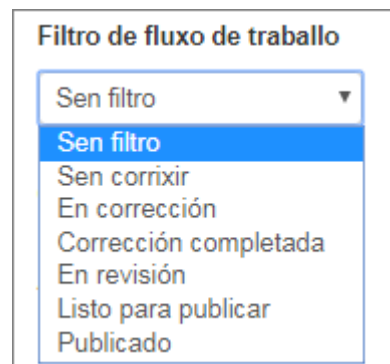 Filtro de fluxo de traballo
Sen filtro
Sen filtro
Sen corrixir
En corrección
Corrección completada
En revisión
Listo para publicar
Publicado